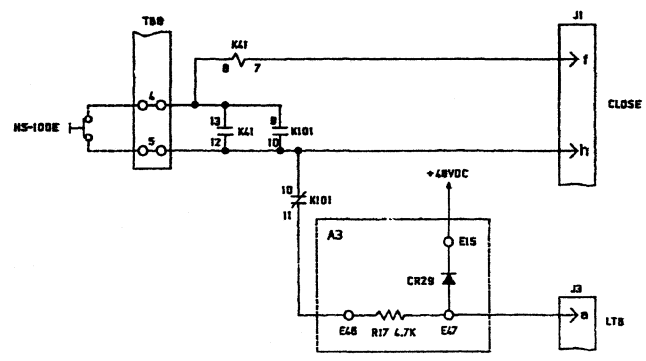 TB8
J1
K41
8 7
f
4
HS-100E
13 K41
12
9 K101
10
CLOSE
5
h
10 K101
11
+48VDC
A3
E15
CR29
J3
a
LTB
E46 R17 4.7K E47